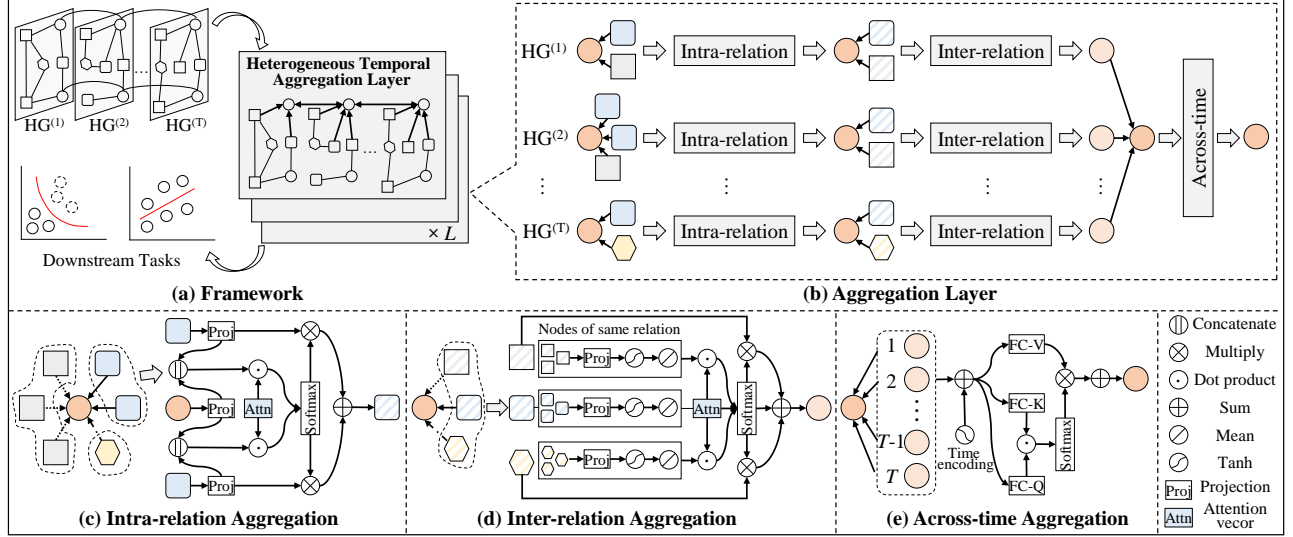 HG(1)
HG(2)
...
HG(T)
Heterogeneous Temporal
Aggregation Layer
...
...
× L
Downstream Tasks
(a) Framework
HG(1)
Intra-relation
Inter-relation
HG(2)
Intra-relation
Inter-relation
Across-time
⋮
⋮
⋮
HG(T)
Intra-relation
Inter-relation
(b) Aggregation Layer
Proj
Proj
Attn
Softmax
Proj
(c) Intra-relation Aggregation
Nodes of same relation
Proj
Proj
Attn
Softmax
Proj
(d) Inter-relation Aggregation
1
2
T-1
T
Time
encoding
FC-V
FC-K
Softmax
FC-Q
(e) Across-time Aggregation
Concatenate
Multiply
Dot product
Sum
Mean
Tanh
Proj Projection
Attn Attention
vecor